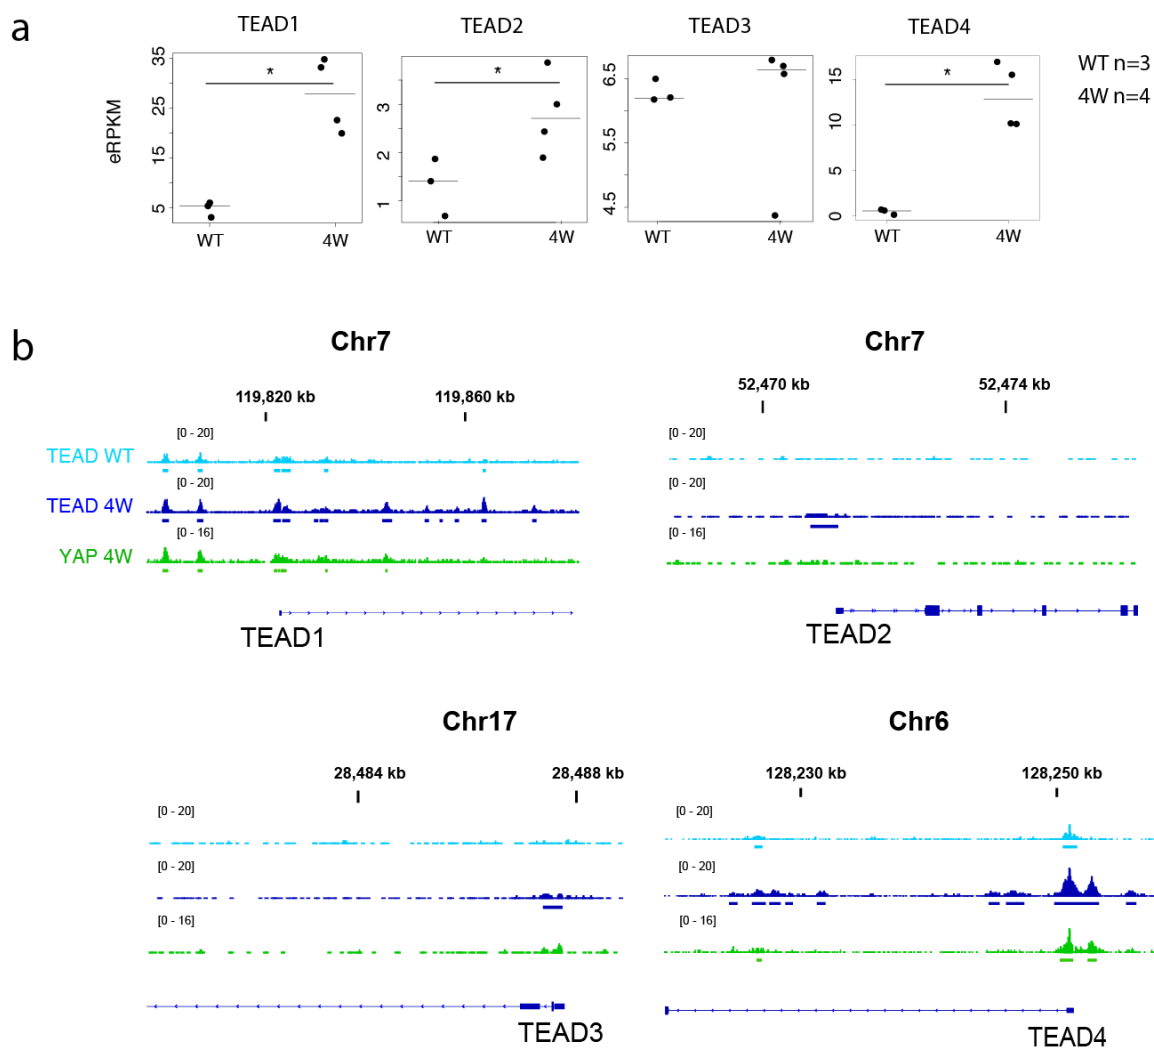 a
TEAD1
TEAD2
TEAD3
TEAD4
eRPKM
35
25
15
5
WT
4W
*
3
2
1
WT
4W
*
6.5
5.5
4.5
WT
4W
15
10
5
0
WT
4W
*
WT n=3
4W n=4
b
Chr7
119,820 kb
119,860 kb
TEAD WT
[0 - 20]
TEAD 4W
[0 - 20]
YAP 4W
[0 - 16]
TEAD1
Chr7
52,470 kb
52,474 kb
[0 - 20]
[0 - 20]
[0 - 16]
TEAD2
Chr17
28,484 kb
28,488 kb
[0 - 20]
[0 - 20]
[0 - 16]
TEAD3
Chr6
128,230 kb
128,250 kb
[0 - 20]
[0 - 20]
[0 - 16]
TEAD4